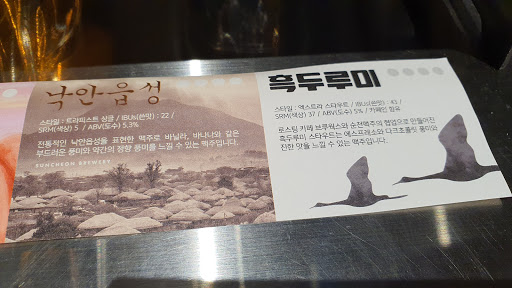 낙안읍성
스타일 : 트라피스트 싱글 / IBUs(쓴맛) : 22 /
SRM(색상) 5 / ABV(도수) 5.3%
전통적인 낙안읍성을 표현한 맥주로 바닐라, 바나나와 같은
부드러운 풍미와 약간의 청량 풍미를 느낄 수 있는 맥주입니다.
SUNCHEON BREWERY
흑두루미
스타일 : 엑스트라 스타우트 / IBUs(쓴맛) : 43 /
SRM(색상) 37 / ABV(도수) 5% / 카페인 함유
로스팅 카페 브루웍스와 순천맥주의 협업으로 만들어진
흑두루미 스타우트는 에스프레소와 다크초콜릿 풍미와
진한 맛을 느낄 수 있는 맥주입니다.